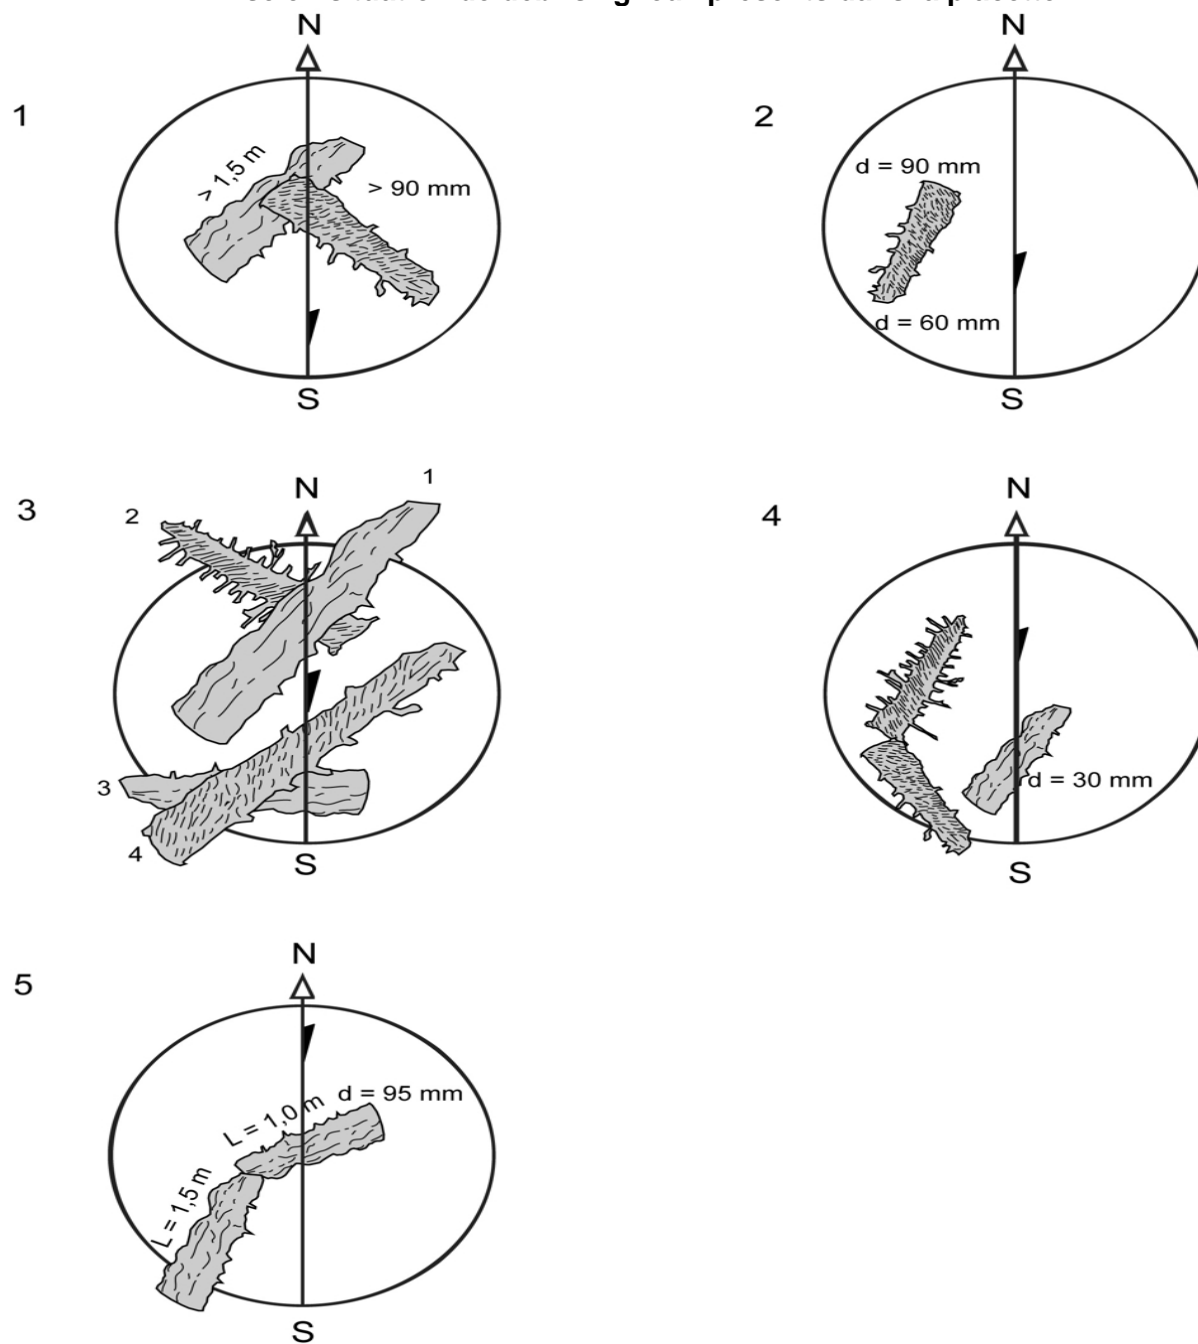 N
N
1
2
> 1,5 m
> 90 mm
d = 90 mm
d = 60 mm
S
S
1
N
N
3
2
4
3
d = 30 mm
4
S
S
N
5
L = 1,0 m
d = 95 mm
L = 1,5 m
S